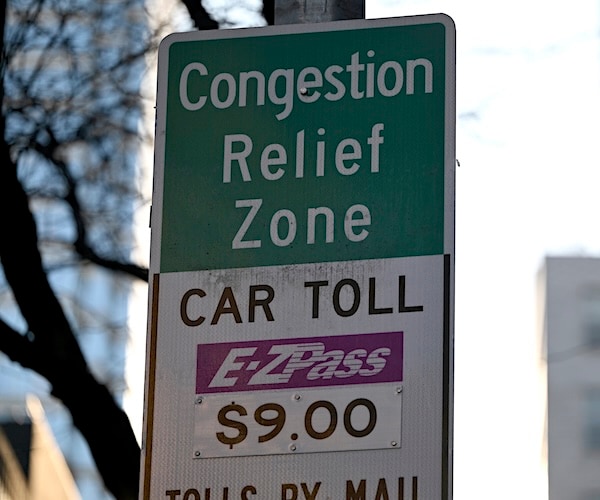 Congestion
Relief
Zone
CAR TOLL
E-ZPass
$9.00
TOLLS BY MAIL